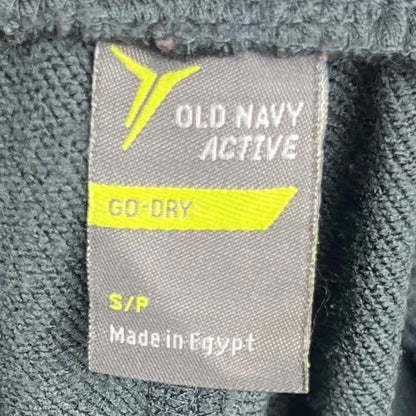 OLD NAVY
ACTIVE
GO-DRY
S/P
Made in Egypt